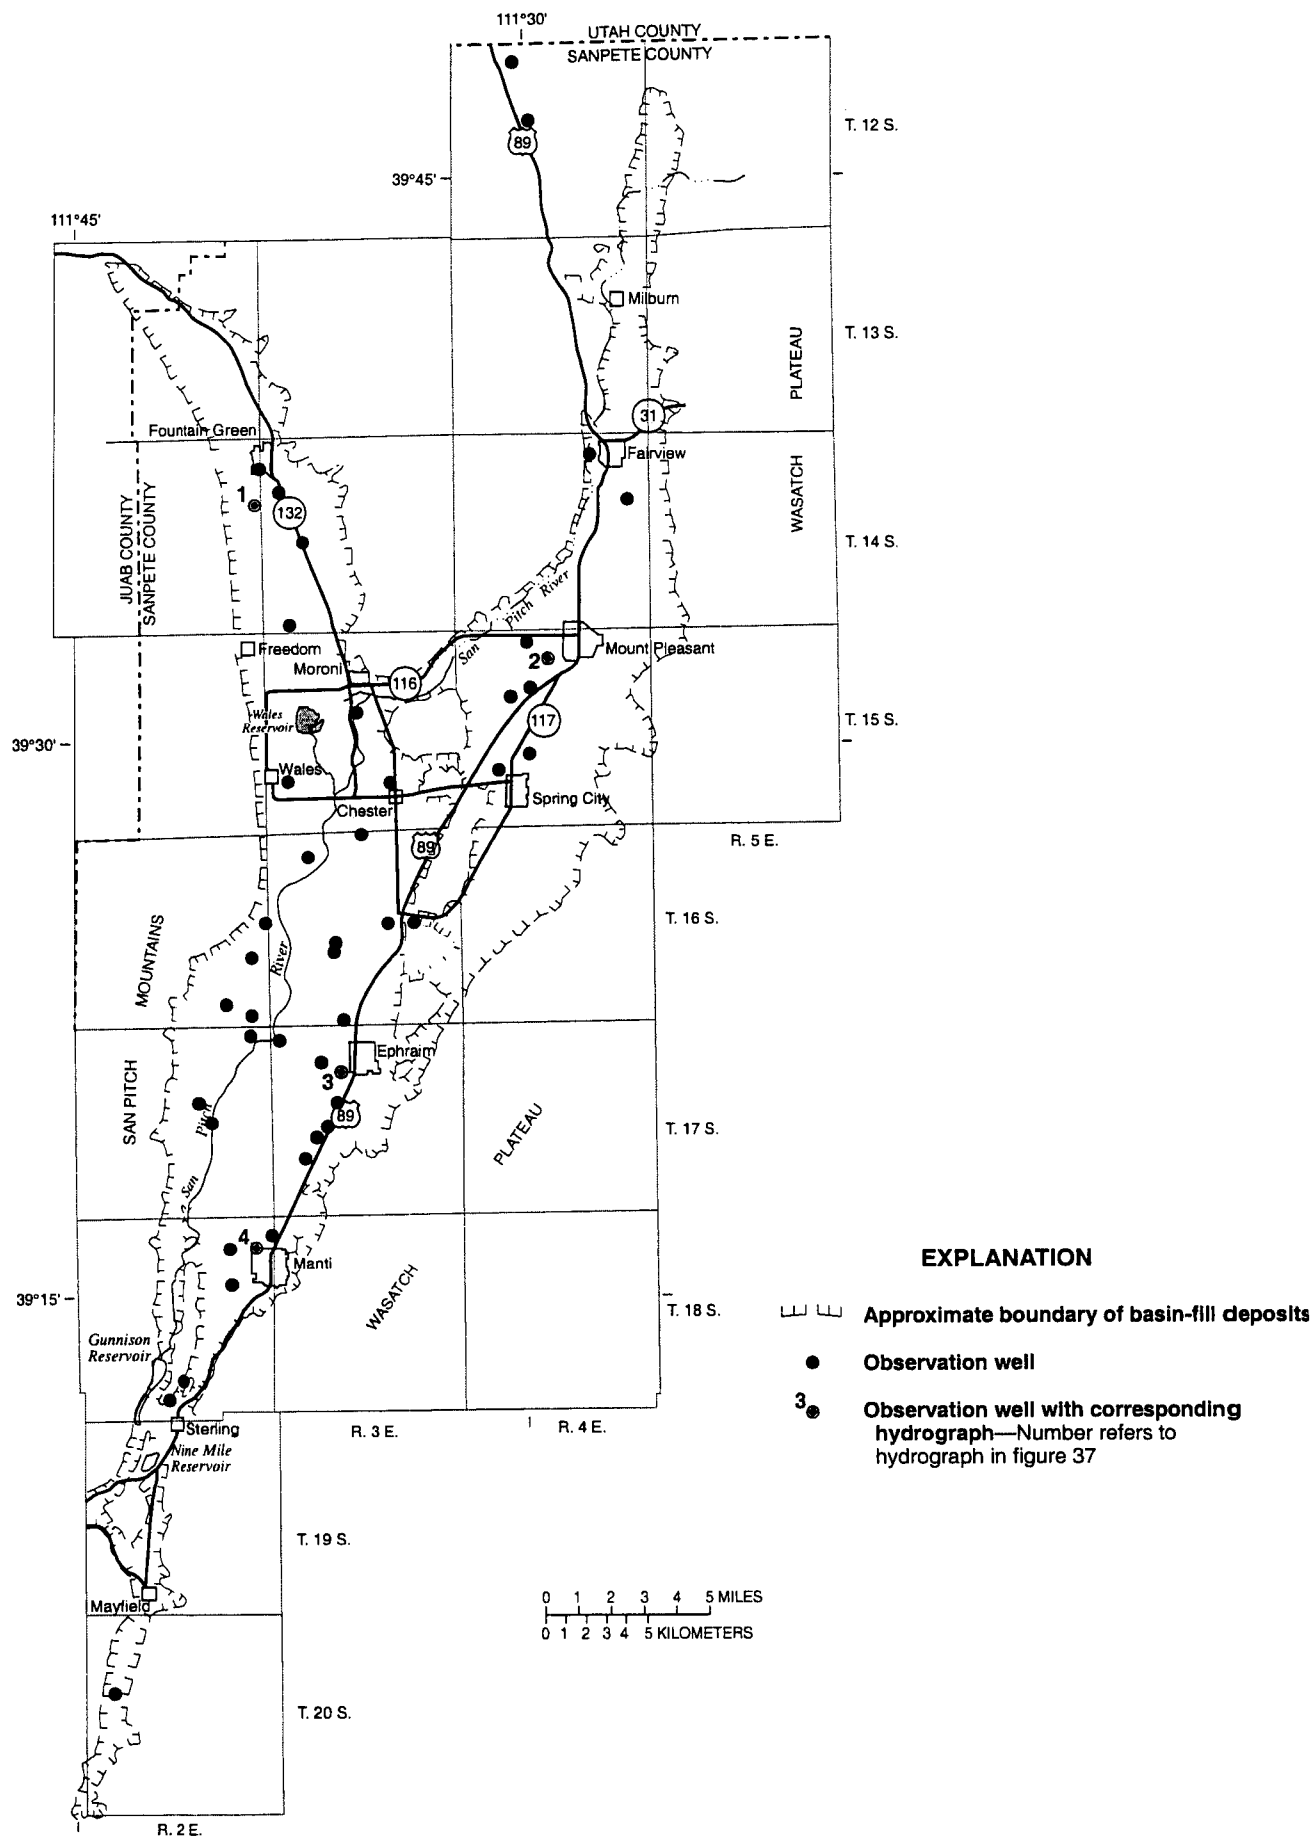 111°30'
UTAH COUNTY
SANPETE COUNTY
T. 12 S.
89
39°45'
111°45'
Milburn
T. 13 S.
PLATEAU
31
Fountain Green
Fairview
WASATCH
1
132
JUAB COUNTY
SANPETE COUNTY
T. 14 S.
San Pitch River
Freedom
Moroni
2
Mount Pleasant
116
Wales
Reservoir
117
T. 15 S.
39°30'
Wales
Chester
Spring City
89
R. 5 E.
T. 16 S.
MOUNTAINS
River
Ephraim
3
SAN PITCH
89
Pitch
PLATEAU
T. 17 S.
San
4
Manti
WASATCH
39°15'
T. 18 S.
Gunnison
Reservoir
Sterling
R. 3 E.
R. 4 E.
Nine Mile
Reservoir
T. 19 S.
Mayfield
T. 20 S.
R. 2 E.
EXPLANATION
Approximate boundary of basin-fill deposits
Observation well
3
Observation well with corresponding
hydrograph—Number refers to
hydrograph in figure 37
0 1 2 3 4 5 MILES
0 1 2 3 4 5 KILOMETERS